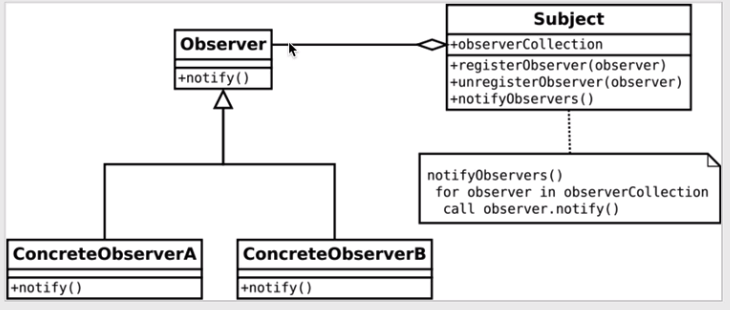 Observer
+notify()
Subject
+observerCollection
+registerObserver(observer)
+unregisterObserver(observer)
+notifyObservers()
notifyObservers()
for observer in observerCollection
call observer.notify()
ConcreteObserverA
+notify()
ConcreteObserverB
+notify()